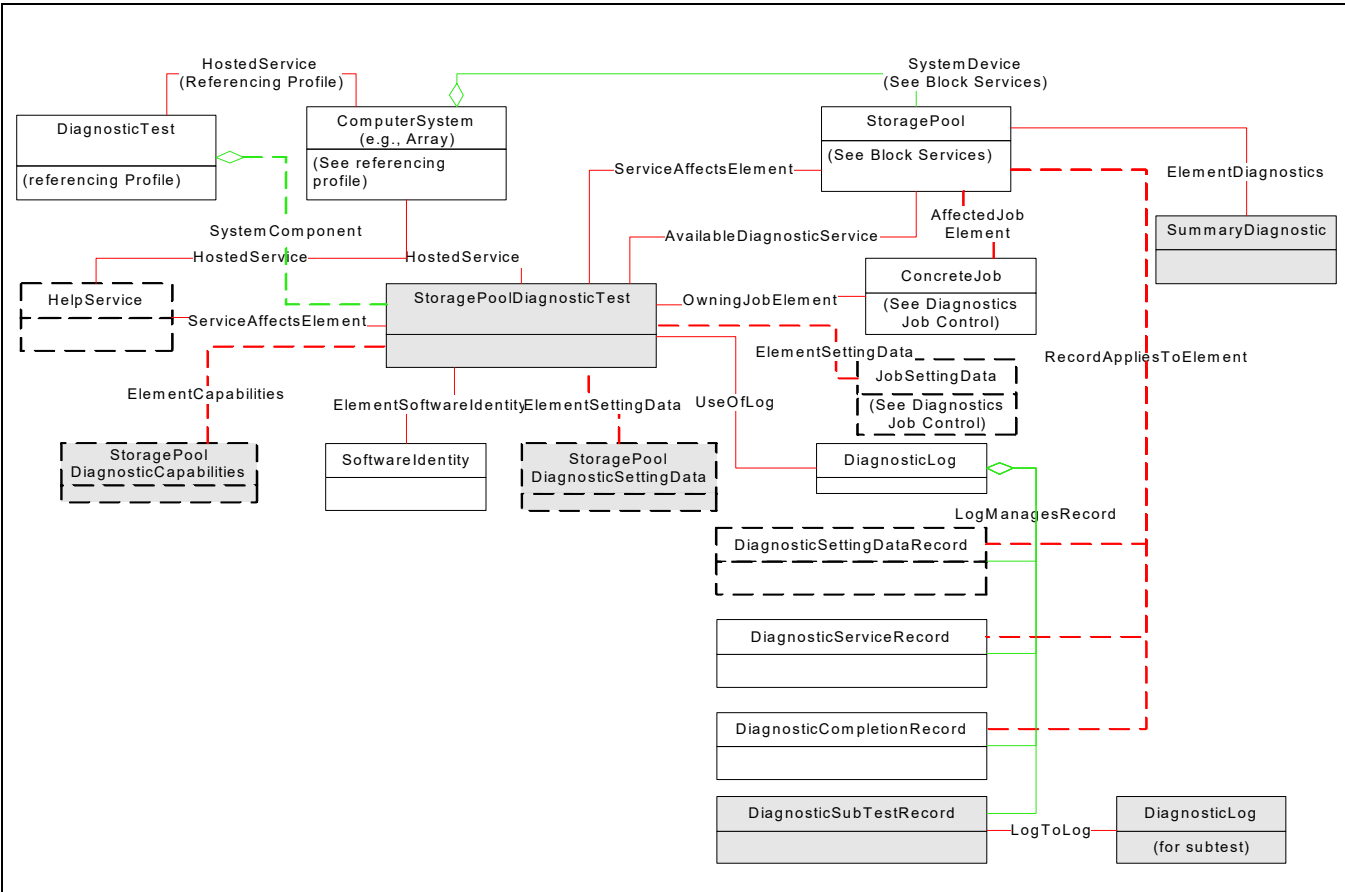 HostedService
(Referencing Profile)
SystemDevice
(See Block Services)
DiagnosticTest
(referencing Profile)
ComputerSystem
(e.g., Array)
(See referencing
profile)
StoragePool
(See Block Services)
ServiceAffectsElement
ElementDiagnostics
AffectedJob
Element
SystemComponent
AvailableDiagnosticService
SummaryDiagnostic
HostedService
HostedService
ConcreteJob
(See Diagnostics
Job Control)
HelpService
StoragePoolDiagnosticTest
OwningJobElement
ServiceAffectsElement
ElementSettingData
RecordAppliesToElement
JobSettingData
(See Diagnostics
Job Control)
ElementCapabilities
ElementSoftwareIdentity
ElementSettingData
UseOfLog
StoragePool
DiagnosticCapabilities
SoftwareIdentity
StoragePool
DiagnosticSettingData
DiagnosticLog
LogManagesRecord
DiagnosticSettingDataRecord
DiagnosticServiceRecord
DiagnosticCompletionRecord
DiagnosticSubTestRecord
LogToLog
DiagnosticLog
(for subtest)